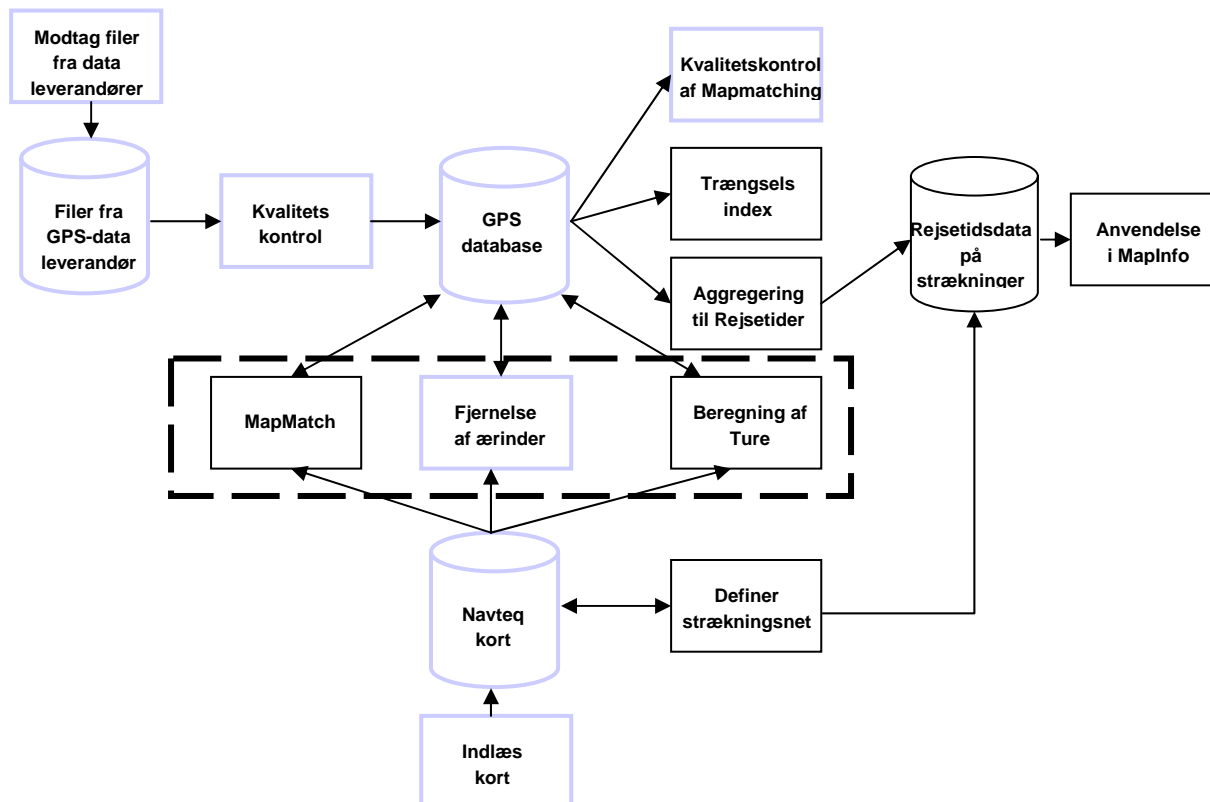 Modtag filer
fra data
leverandører
Filer fra
GPS-data
leverandør
Kvalitets
kontrol
GPS
database
Kvalitetskontrol
af Mapmatching
Trængsels
index
Aggregering
til Rejsetider
Rejsetidsdata
på
strækninger
Anvendelse
i MapInfo
MapMatch
Fjernelse
af ærinder
Beregning af
Ture
Navteq
kort
Definer
strækningsnet
Indlæs
kort